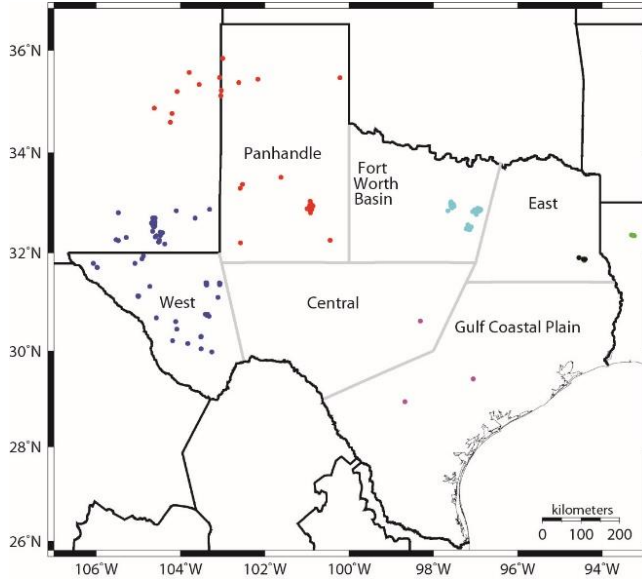 36°N
34°N
32°N
30°N
28°N
26°N
Panhandle
Fort
Worth
Basin
East
West
Central
Gulf Coastal Plain
kilometers
0 100 200
106°W 104°W 102°W 100°W 98°W 96°W 94°W